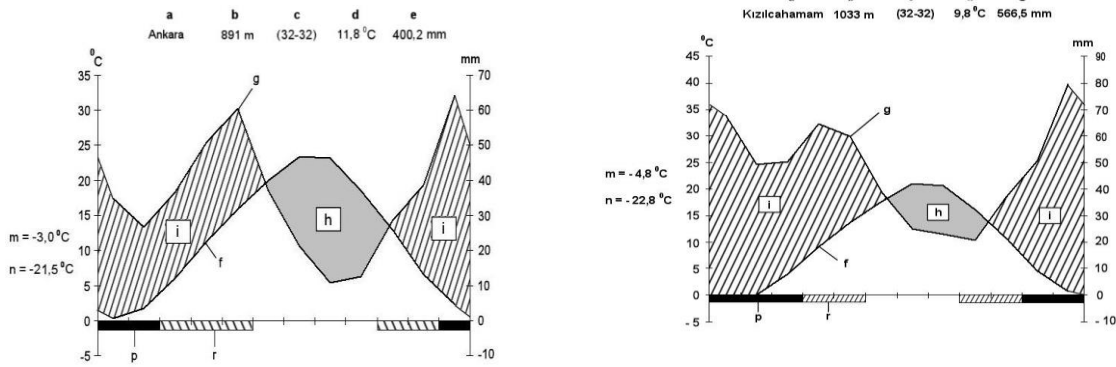 a b c d e
Ankara 891 m (32-32) 11,8 ⁰C 400,2 mm
⁰C
mm
35
30
25
20
15
10
5
0
-5
70
60
50
40
30
20
10
0
-10
g
i
h
i
f
m = -3,0 ⁰C
n = -21,5 ⁰C
p
r
Kızılcahamam 1033 m (32-32) 9,8 ⁰C 566,5 mm
⁰C
mm
45
40
35
30
25
20
15
10
5
0
- 5
90
80
70
60
50
40
30
20
10
0
- 10
g
i
h
i
f
m = - 4,8 ⁰C
n = - 22,8 ⁰C
p
r